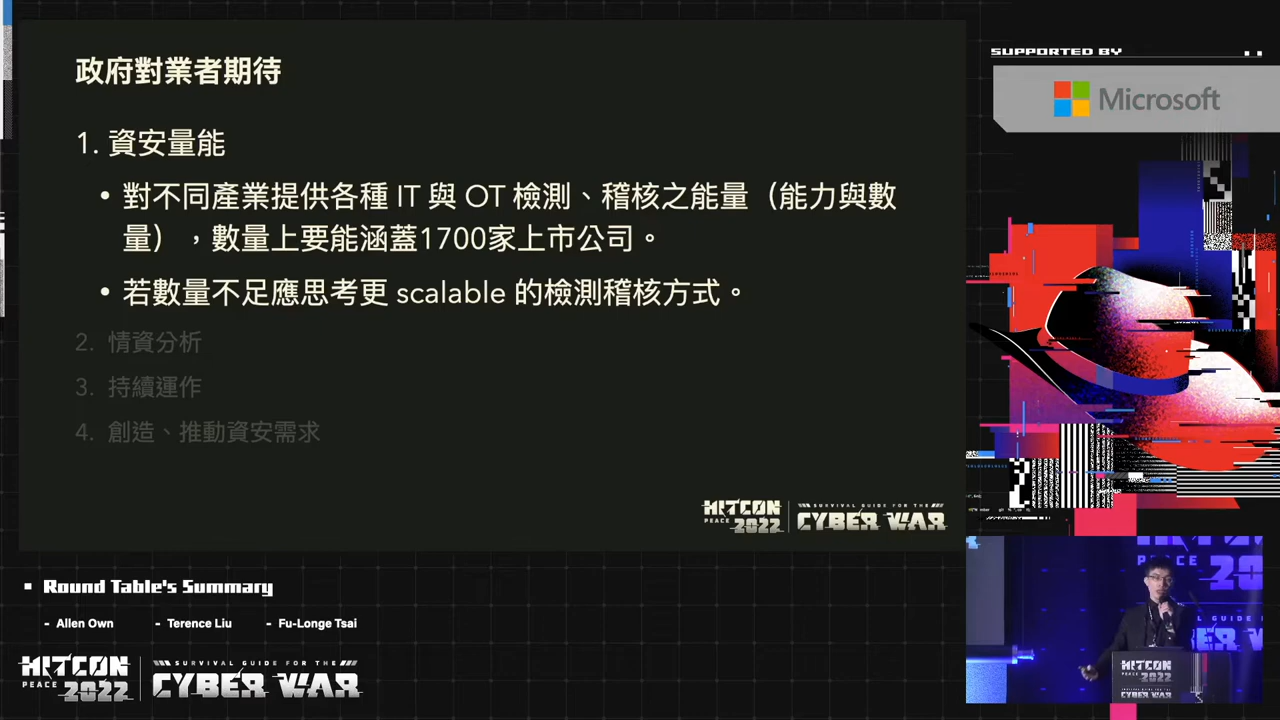 政府對業者期待
1. 資安量能
• 對不同產業提供各種 IT 與 OT 檢測、稽核之能量（能力與數
量），數量上要能涵蓋1700家上市公司。
• 若數量不足應思考更 scalable 的檢測稽核方式。
2. 情資分析
3. 持續運作
4. 創造、推動資安需求
HITCON
PEACE 2022
SURVIVAL GUIDE FOR THE
CYBER WAR
SUPPORTED BY
Microsoft
Round Table's Summary
- Allen Own - Terence Liu - Fu-Longe Tsai
HITCON
PEACE 2022
SURVIVAL GUIDE FOR THE
CYBER WAR
HITCON
PEACE 2022
CYBER WAR